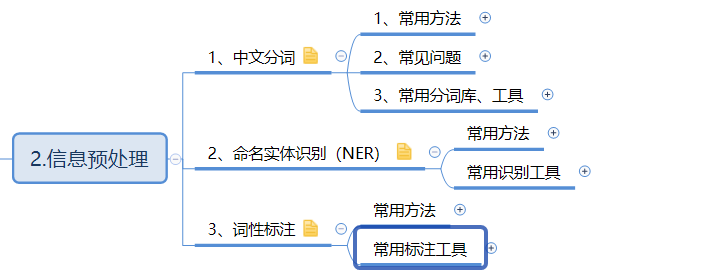 2.信息预处理
1、中文分词
1、常用方法
2、常见问题
3、常用分词库、工具
2、命名实体识别（NER）
常用方法
常用识别工具
3、词性标注
常用方法
常用标注工具